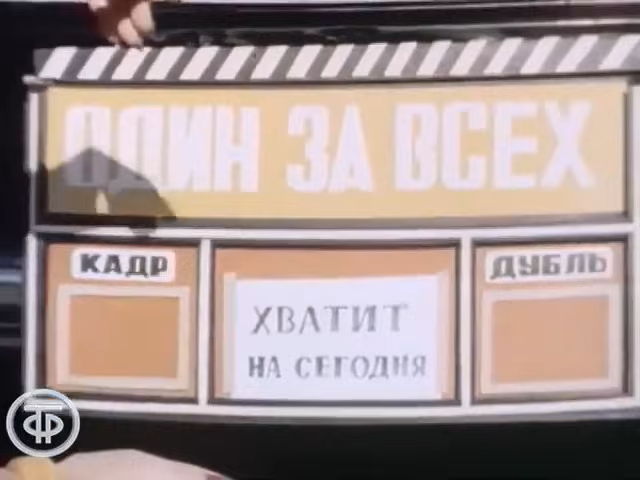 ОДИН ЗА ВСЕХ
КАДР
ДУБЛЬ
ХВАТИТ
НА СЕГОДНЯ